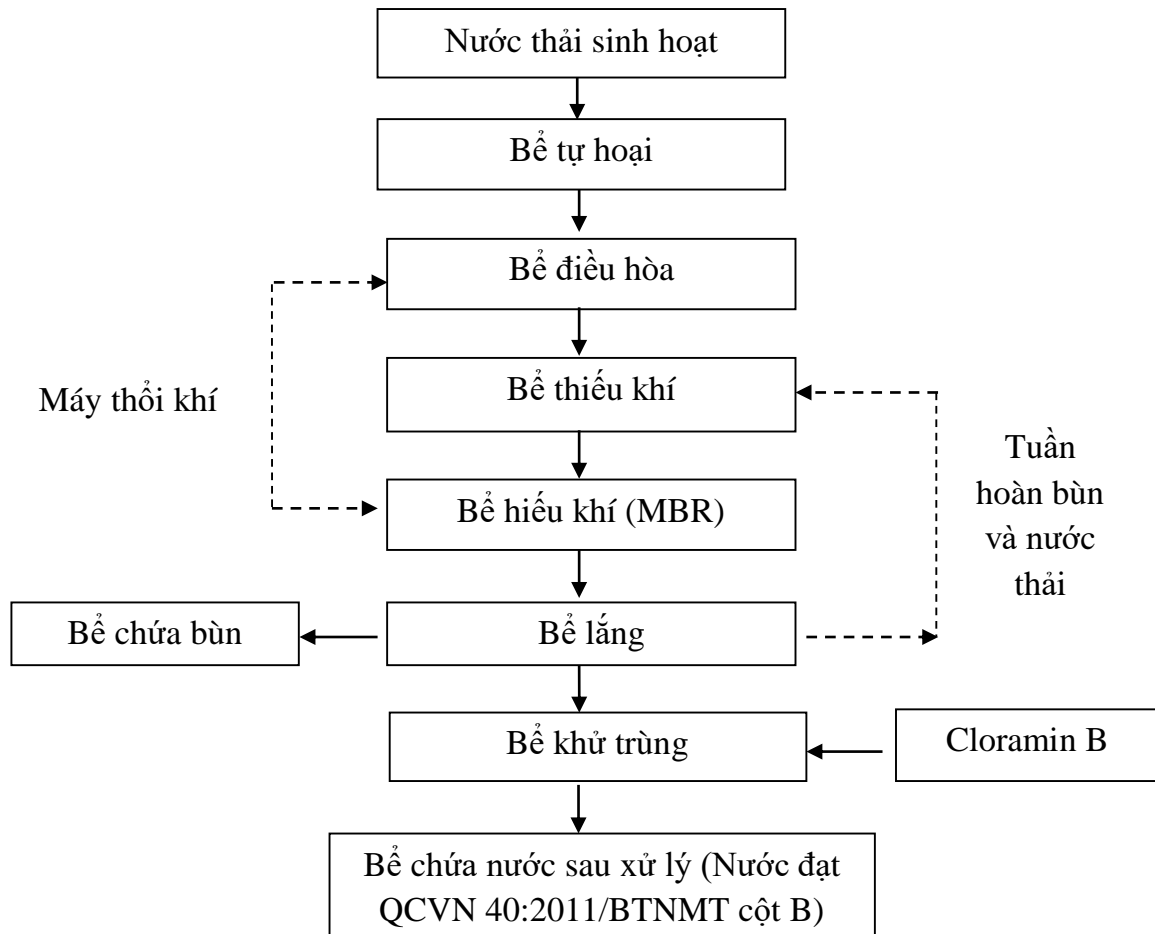 Nước thải sinh hoạt
Bể tự hoại
Bể điều hòa
Máy thổi khí
Bể thiếu khí
Tuần
hoàn bùn
và nước
thải
Bể hiếu khí (MBR)
Bể chứa bùn
Bể lắng
Bể khử trùng
Cloramin B
Bể chứa nước sau xử lý (Nước đạt
QCVN 40:2011/BTNMT cột B)